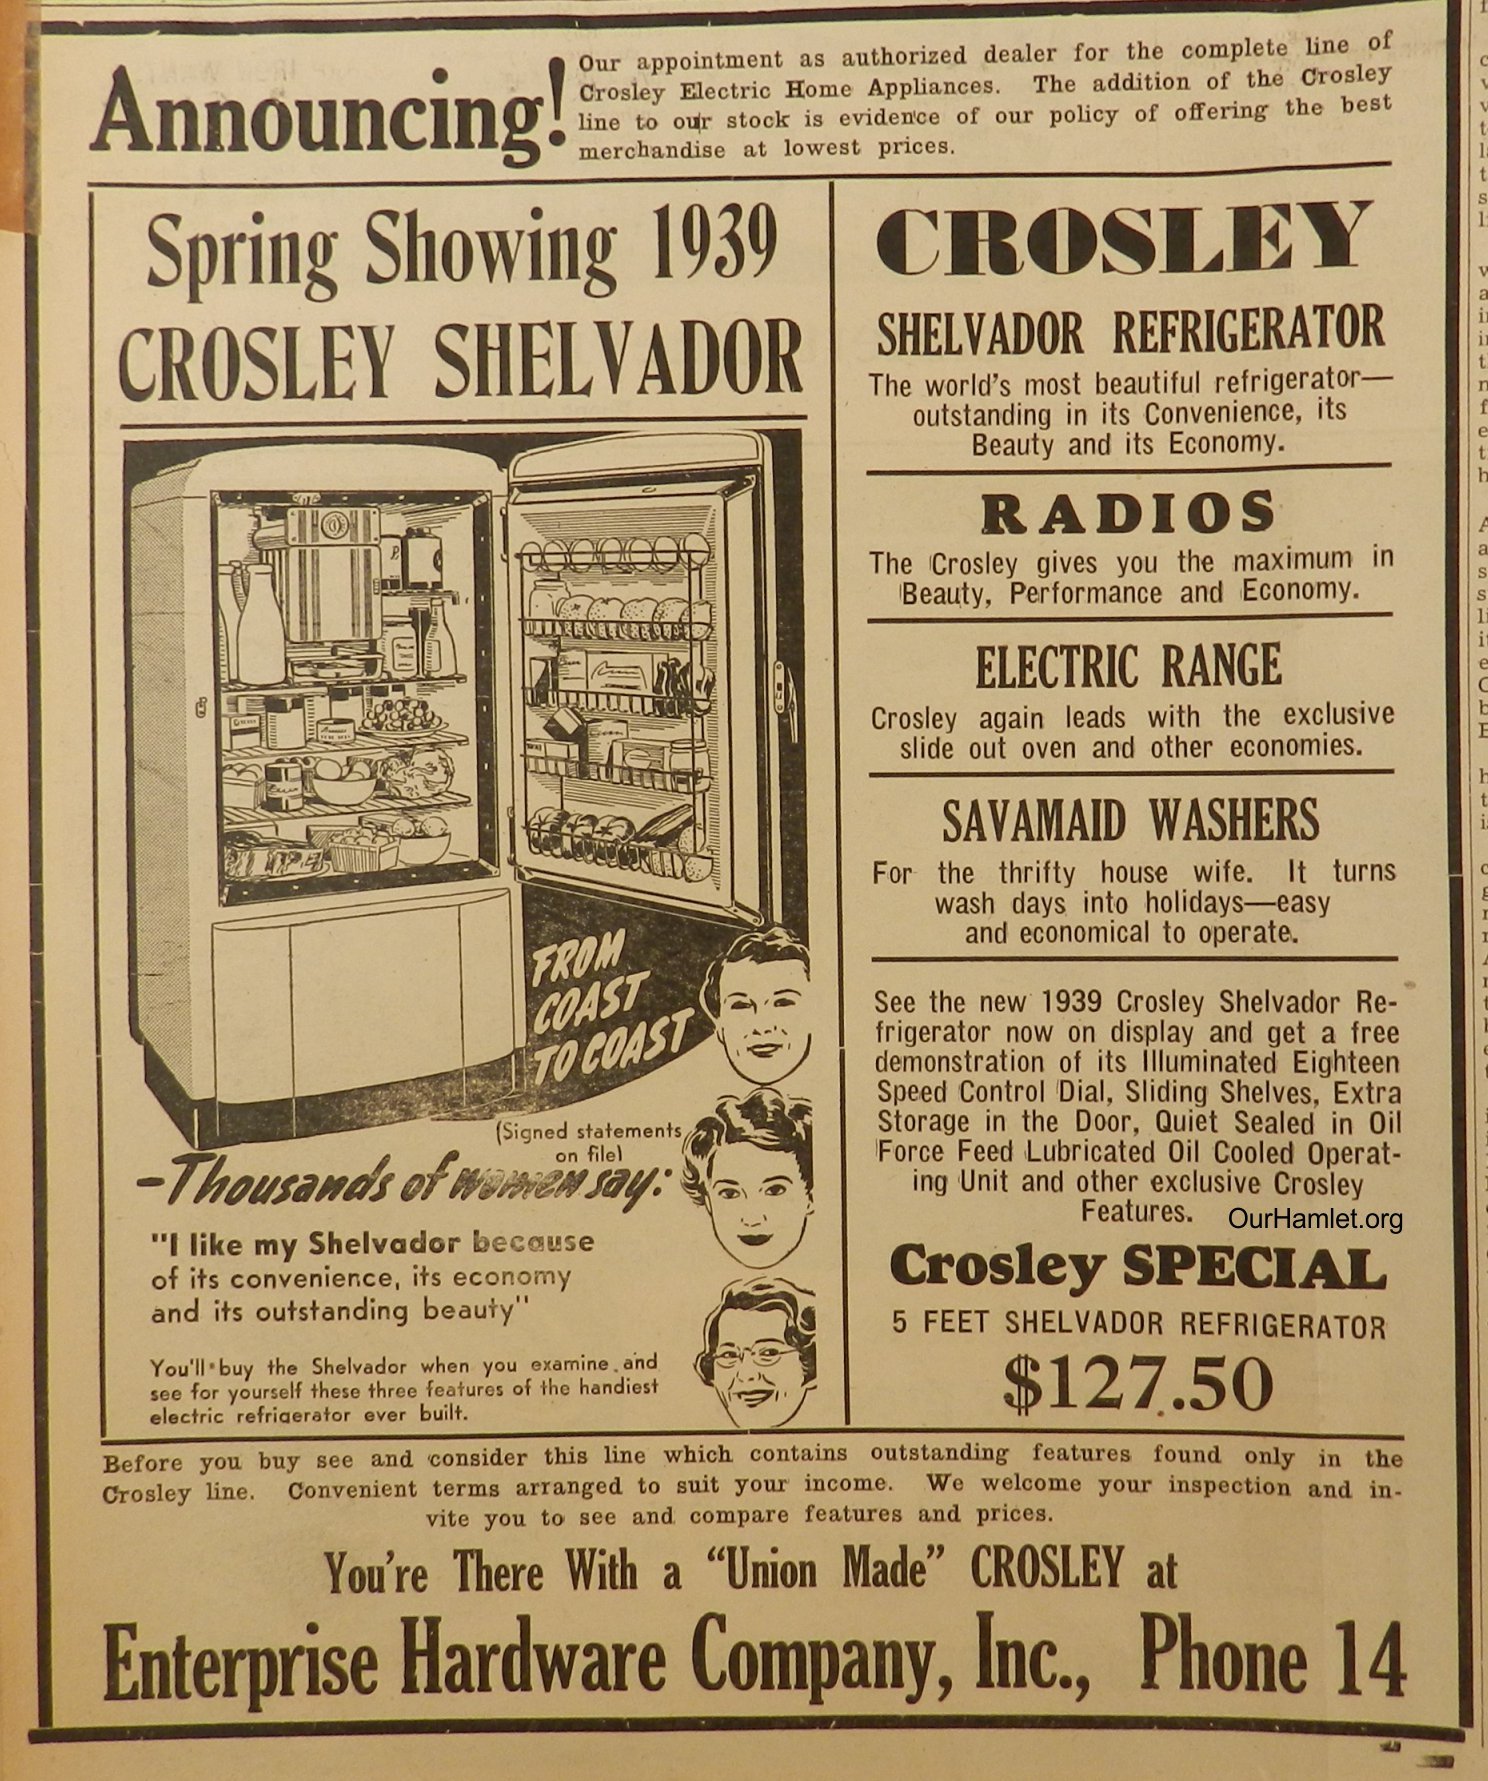 Announcing!
Our appointment as authorized dealer for the complete line of
Crosley Electric Home Appliances. The addition of the Crosley
line to our stock is evidence of our policy of offering the best
merchandise at lowest prices.
Spring Showing 1939
CROSLEY SHELVADOR
FROM
COAST
TO COAST
(Signed statements
on file)
-Thousands of women say:
"I like my Shelvador because
of its convenience, its economy
and its outstanding beauty"
You'll buy the Shelvador when you examine and
see for yourself these three features of the handiest
electric refrigerator ever built.
CROSLEY
SHELVADOR REFRIGERATOR
The world's most beautiful refrigerator—
outstanding in its Convenience, its
Beauty and its Economy.
RADIOS
The Crosley gives you the maximum in
Beauty, Performance and Economy.
ELECTRIC RANGE
Crosley again leads with the exclusive
slide out oven and other economies.
SAVAMAID WASHERS
For the thrifty house wife. It turns
wash days into holidays—easy
and economical to operate.
See the new 1939 Crosley Shelvador Re-
frigerator now on display and get a free
demonstration of its Illuminated Eighteen
Speed Control Dial, Sliding Shelves, Extra
Storage in the Door, Quiet Sealed in Oil
Force Feed Lubricated Oil Cooled Operat-
ing Unit and other exclusive Crosley
Features.
OurHamlet.org
Crosley SPECIAL
5 FEET SHELVADOR REFRIGERATOR
$127.50
Before you buy see and consider this line which contains outstanding features found only in the
Crosley line. Convenient terms arranged to suit your income. We welcome your inspection and in-
vite you to see and compare features and prices.
You're There With a "Union Made" CROSLEY at
Enterprise Hardware Company, Inc., Phone 14